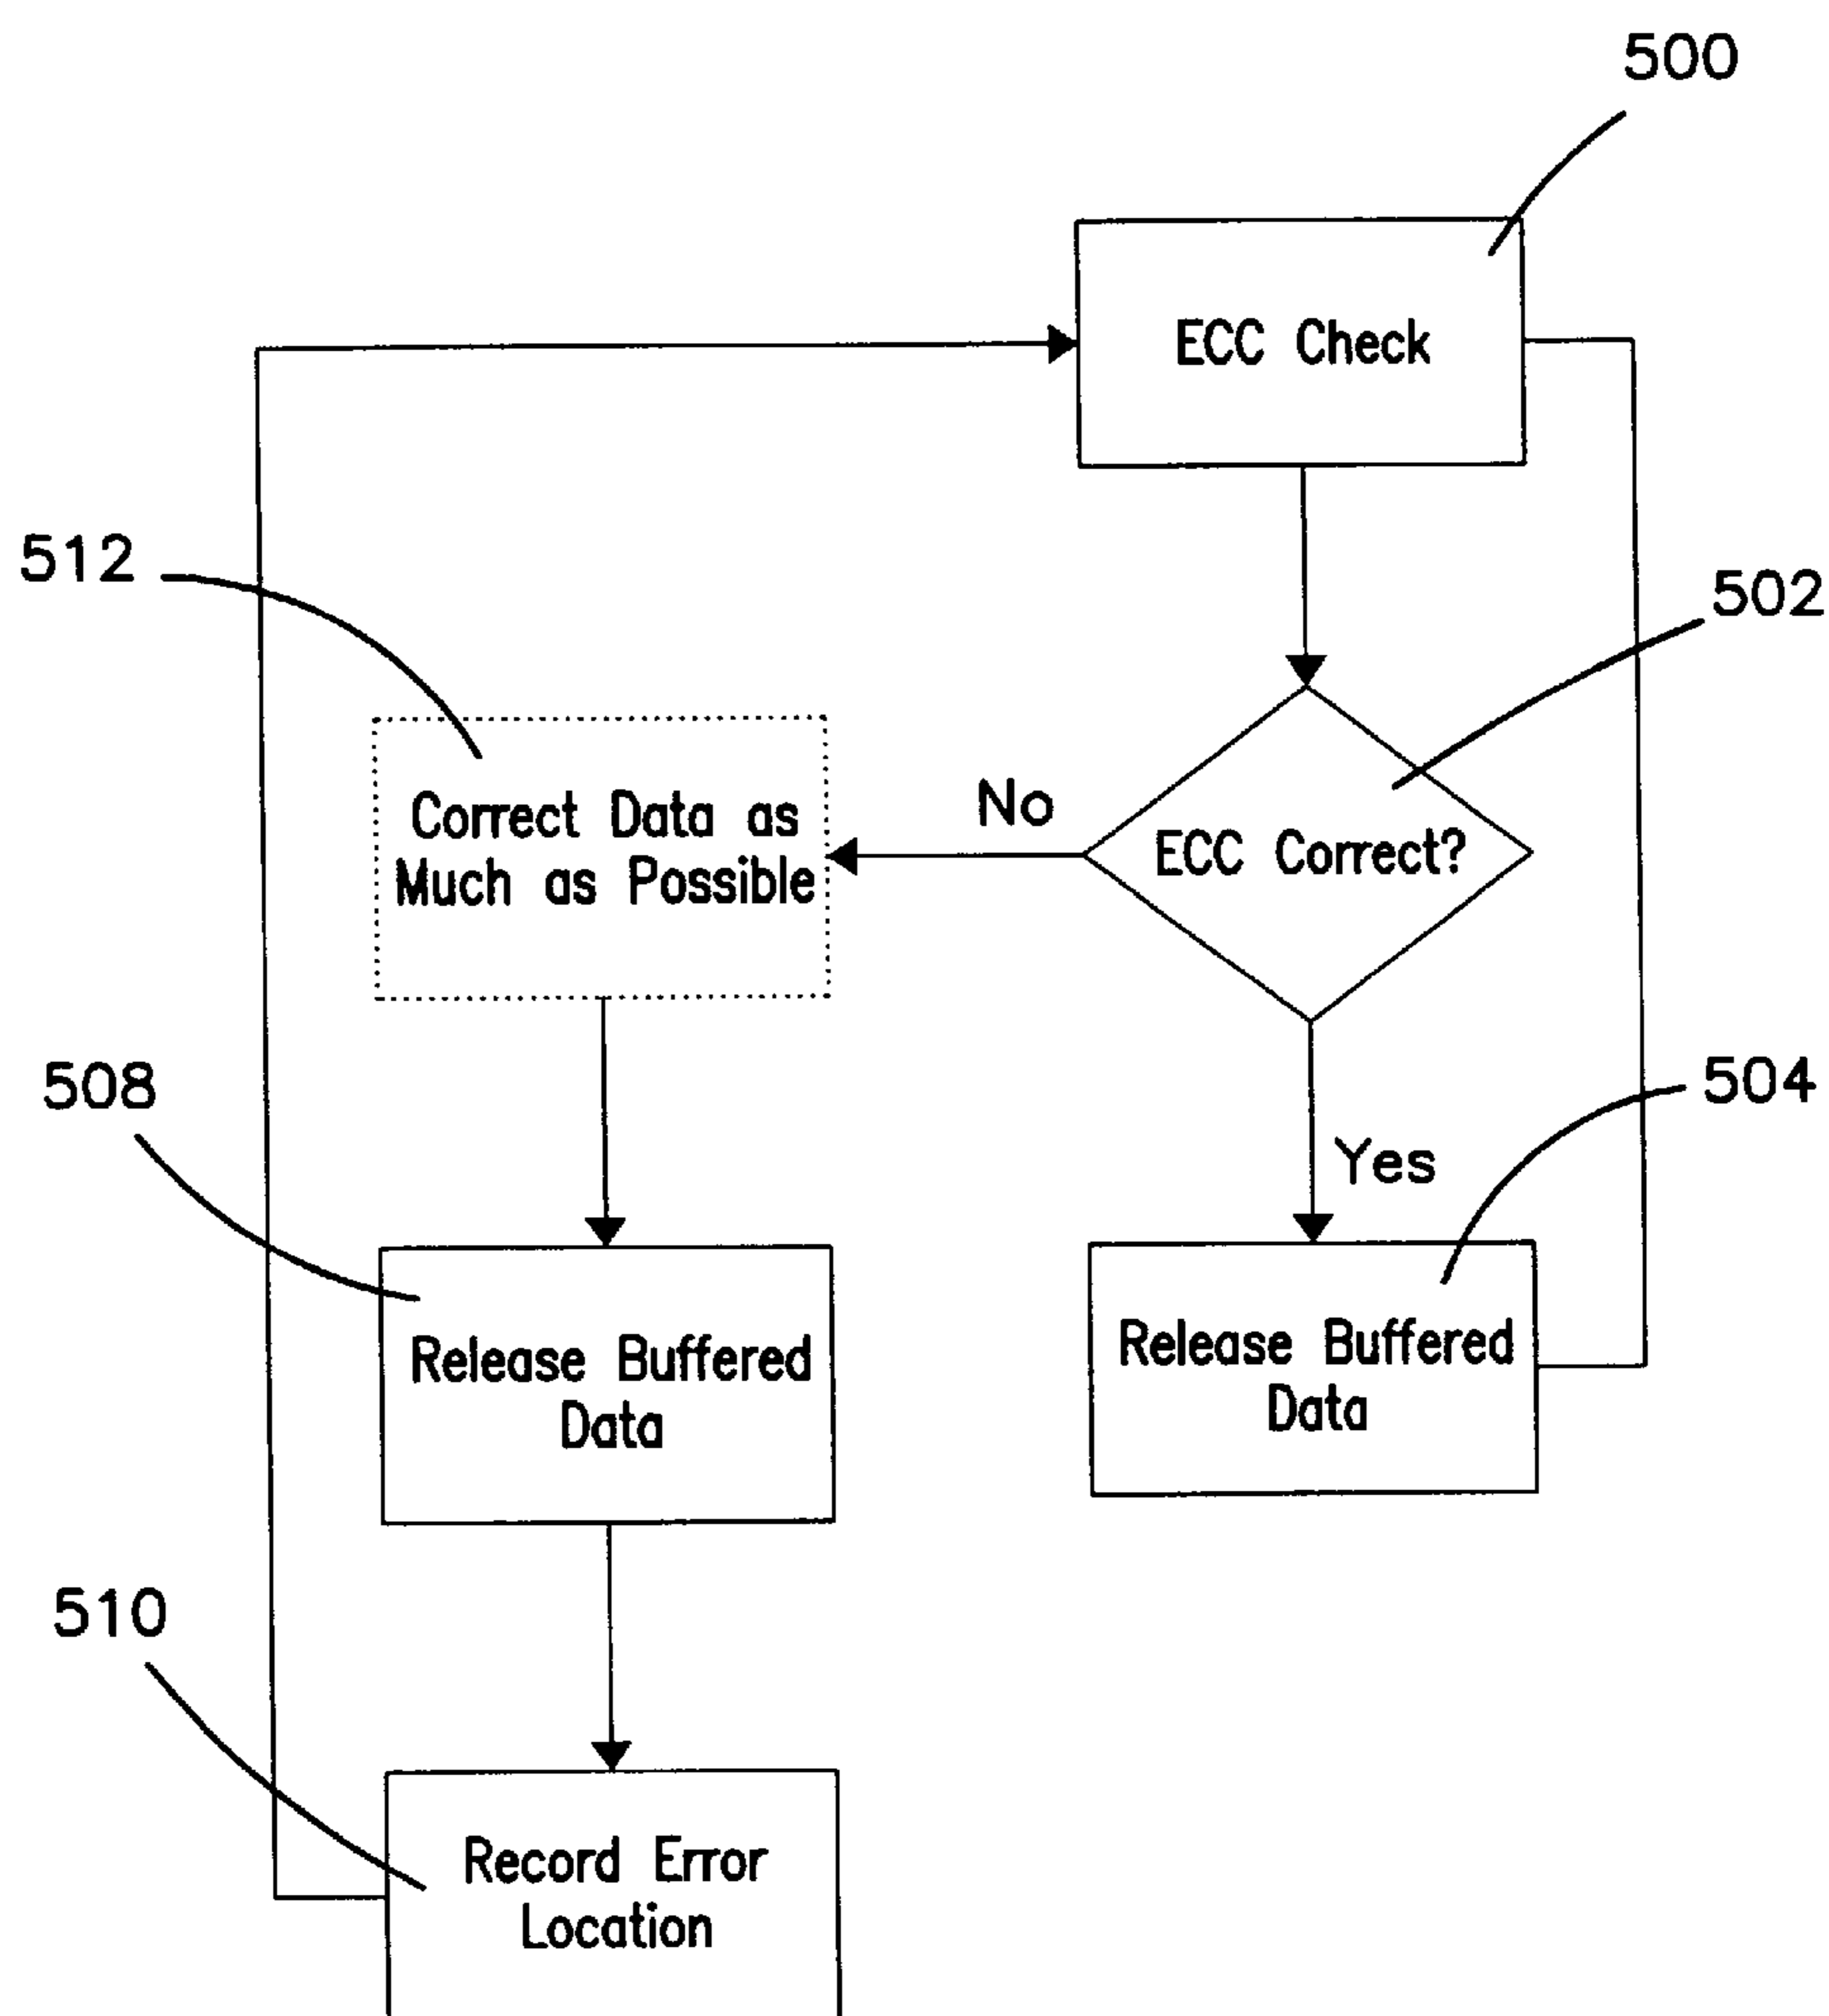 500
ECC Check
512
502
No
Correct Data as
Much as Possible
ECC Correct?
508
504
Yes
Release Buffered
Data
Release Buffered
Data
510
Record Error
Location